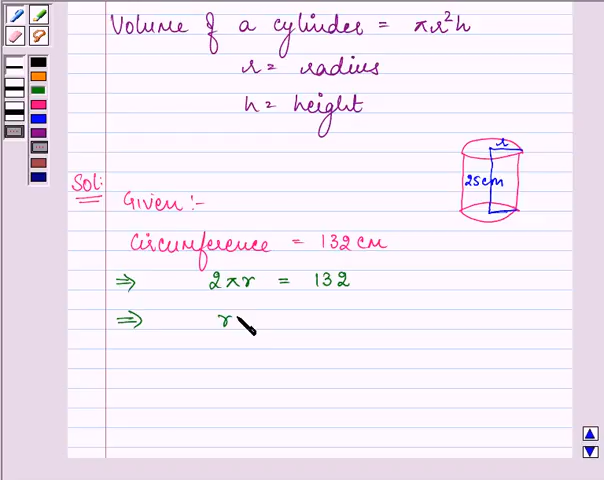 Volume of a cylinder = πr²h
r = radius
h = height
r
25cm
Sol:
Given:-
Circumference = 132 cm
⇒ 2πr = 132
⇒ r